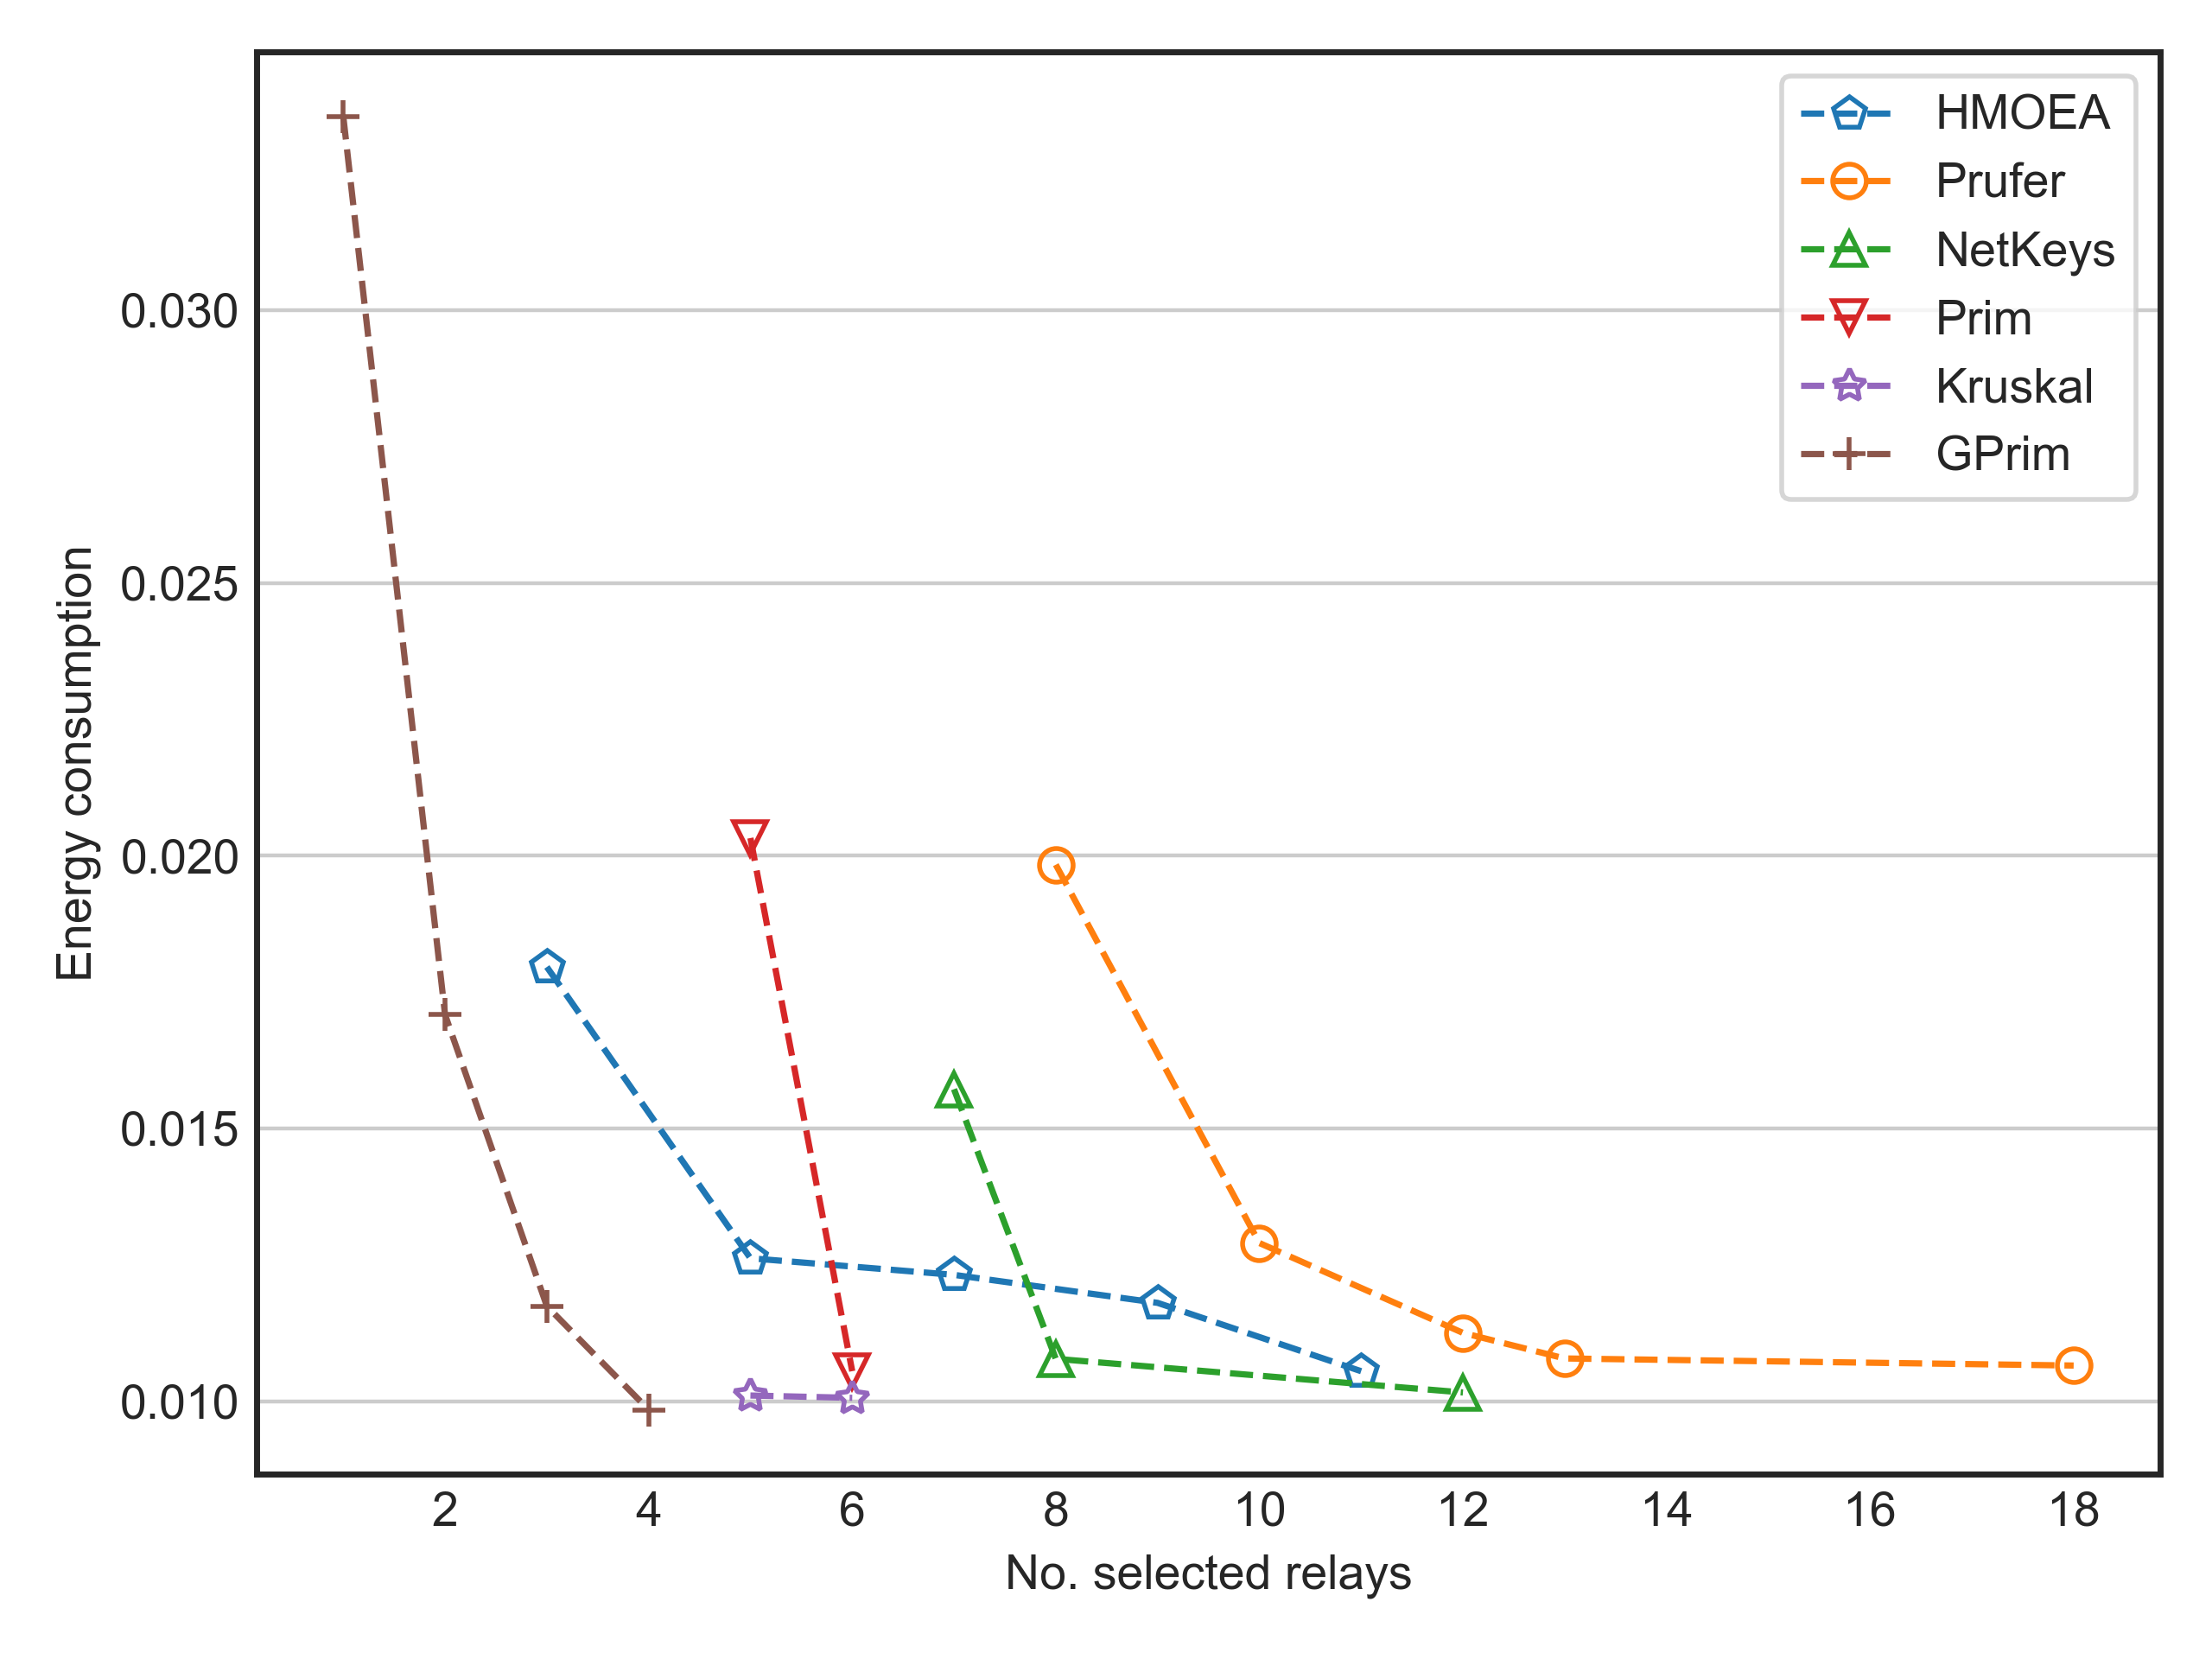 HMOEA
Prufer
NetKeys
Prim
Kruskal
GPrim
Energy consumption
0.030
0.025
0.020
0.015
0.010
2 4 6 8 10 12 14 16 18
No. selected relays